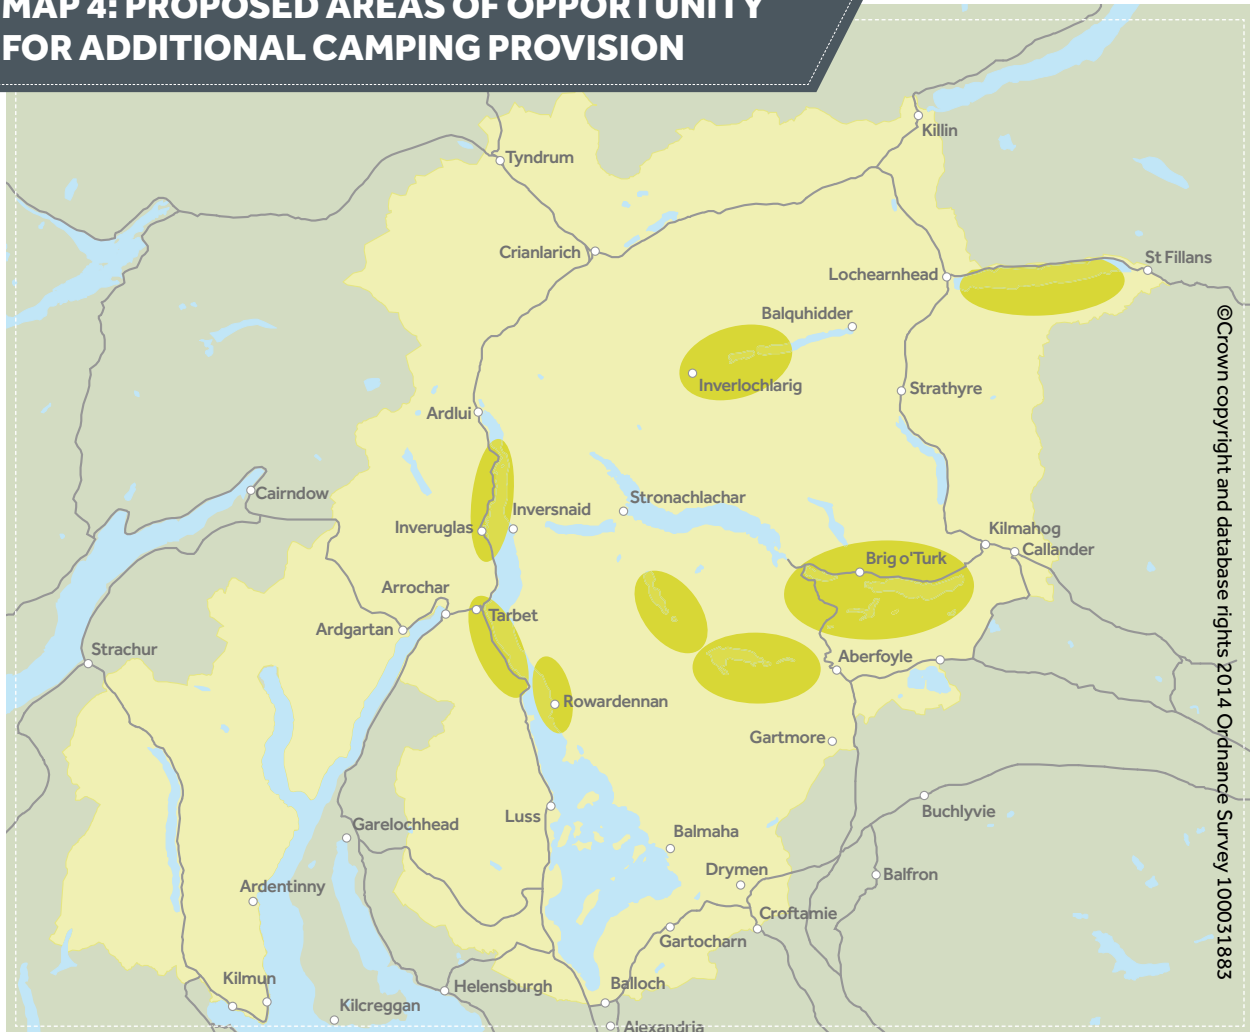 MAP 4: PROPOSED AREAS OF OPPORTUNITY
FOR ADDITIONAL CAMPING PROVISION
Killin
Tyndrum
Crianlarich
St Fillans
Lochearnhead
Balquhidder
Inverlochlarig
Strathyre
Ardlui
Cairndow
Stronachlachar
Inversnaid
Inveruglas
Kilmahog
Callander
Brig o'Turk
Arrochar
Tarbet
Ardgartan
Strachur
Aberfoyle
Rowardennan
Gartmore
Luss
Buchlyvie
Garelochhead
Balmaha
Drymen
Balfron
Ardentinny
Croftamie
Gartocharn
Kilmun
Helensburgh
Balloch
Kilcreggan
Alexandria
©Crown copyright and database rights 2014 Ordnance Survey 100031883